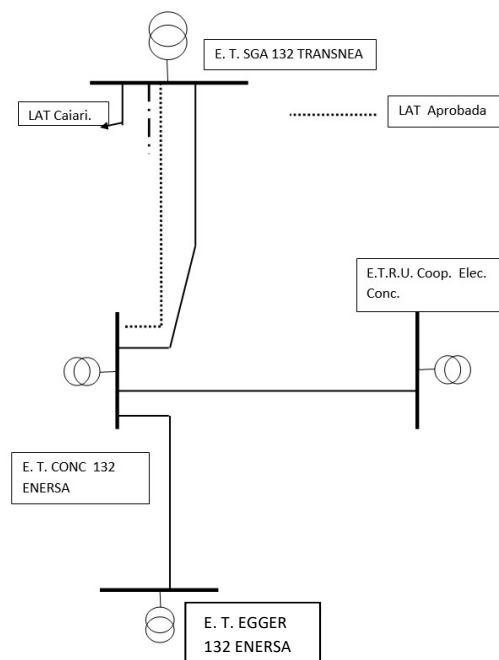 E. T. SGA 132 TRANSNEA
LAT Caiari.
LAT Aprobada
E.T.R.U. Coop. Elec.
Conc.
E. T. CONC 132
ENERSA
E. T. EGGER
132 ENERSA